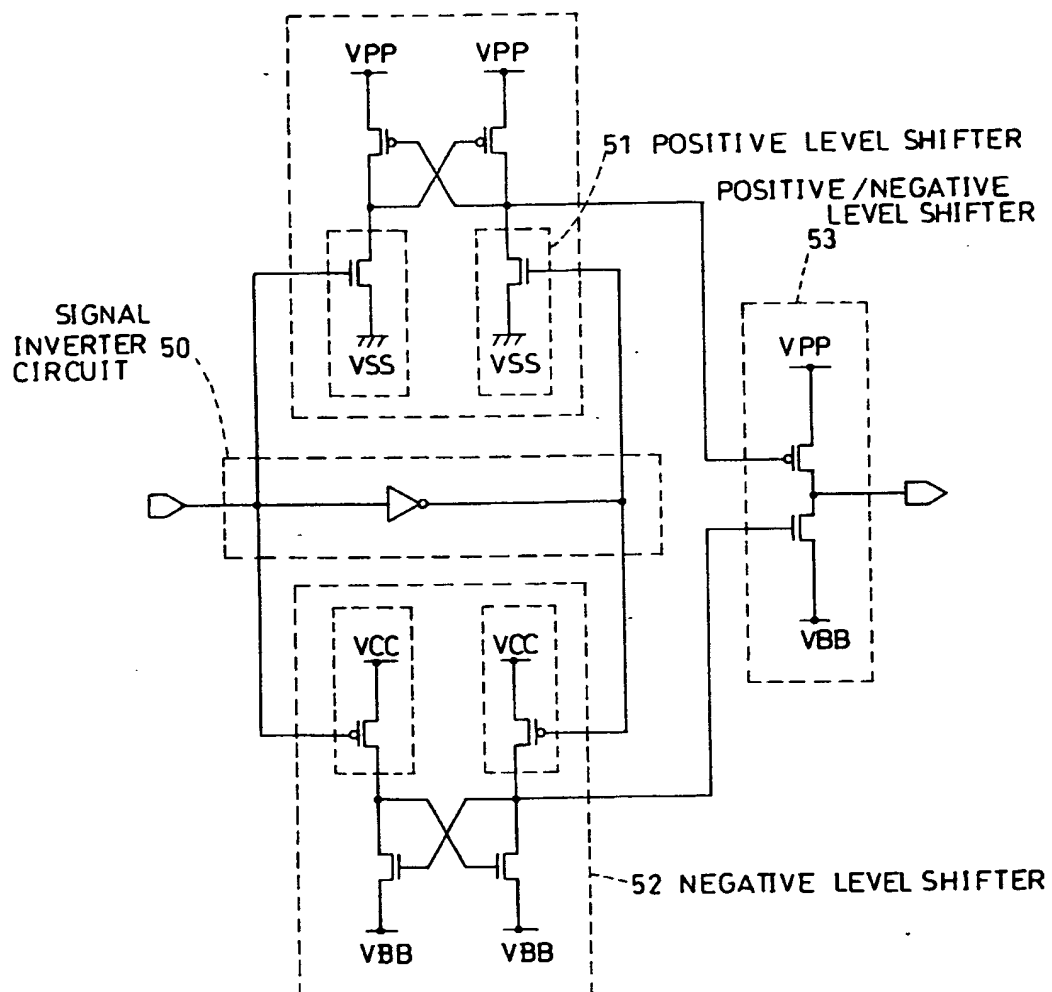 VPP VPP
51 POSITIVE LEVEL SHIFTER
POSITIVE/NEGATIVE
LEVEL SHIFTER
53
SIGNAL
INVERTER 50
CIRCUIT
VSS VSS
VPP
VCC VCC
VBB
52 NEGATIVE LEVEL SHIFTER
VBB VBB